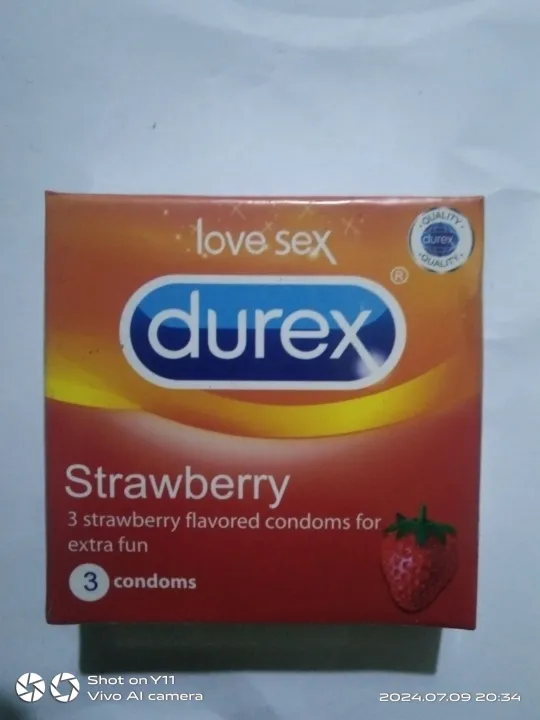 love sex
QUALITY
durex
QUALITY
durex®
Strawberry
3 strawberry flavored condoms for
extra fun
3 condoms
Shot on Y11
Vivo AI camera
2024.07.09 20:34